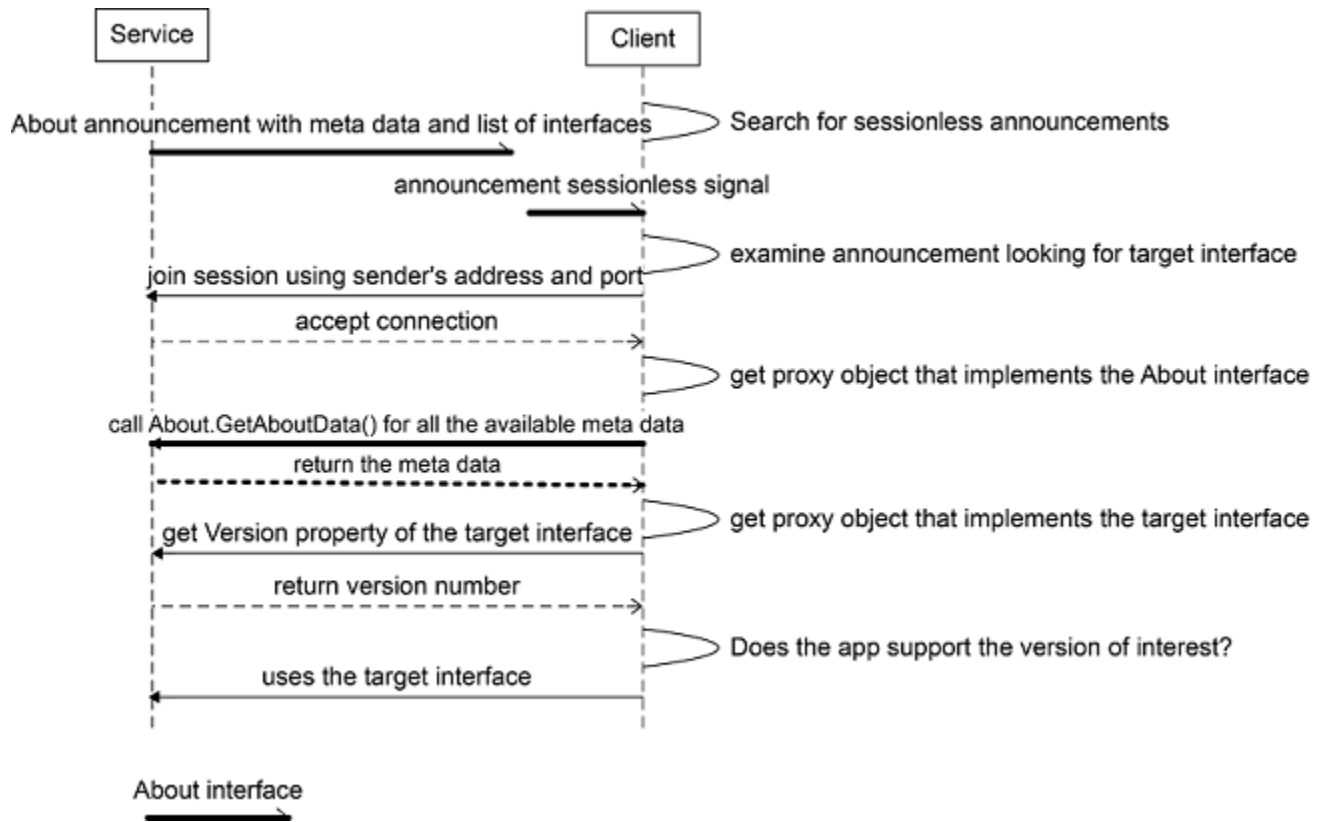 Service
Client
About announcement with meta data and list of interfaces
Search for sessionless announcements
announcement sessionless signal
examine announcement looking for target interface
join session using sender's address and port
accept connection
get proxy object that implements the About interface
call About.GetAboutData() for all the available meta data
return the meta data
get proxy object that implements the target interface
get Version property of the target interface
return version number
Does the app support the version of interest?
uses the target interface
About interface